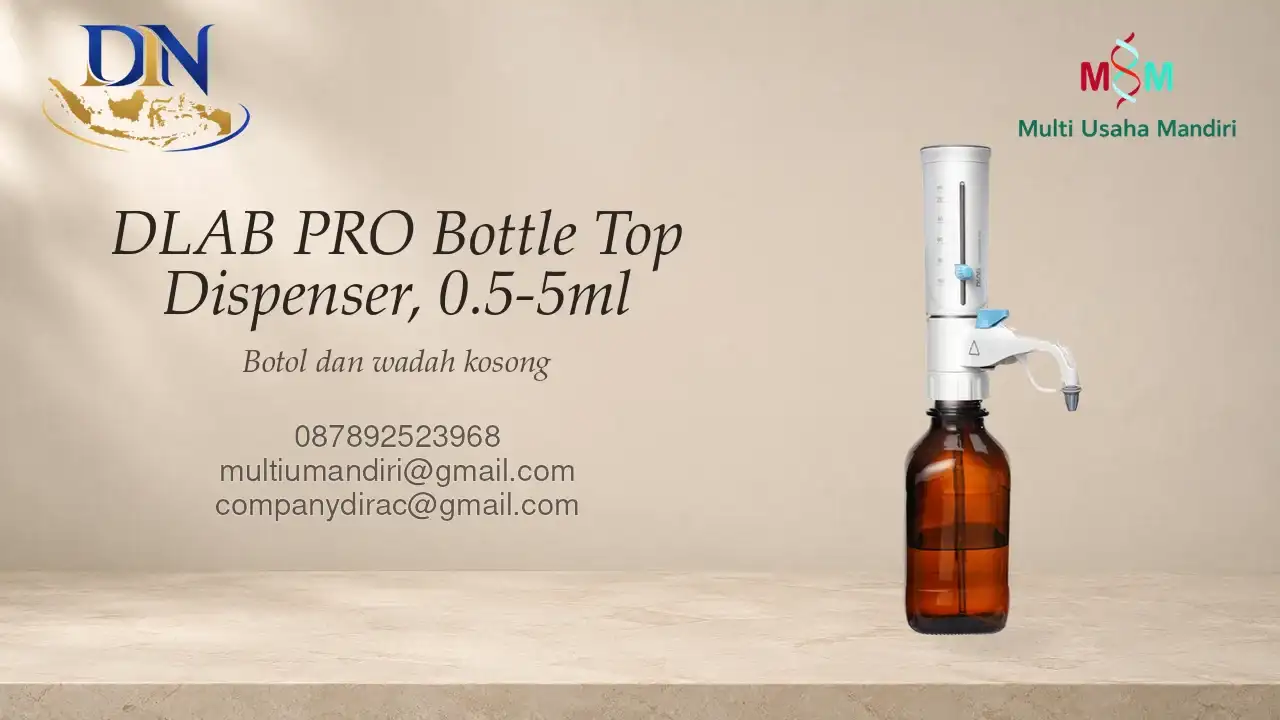 DIN
MSM
Multi Usaha Mandiri
DLAB PRO Bottle Top
Dispenser, 0.5-5ml
Botol dan wadah kosong
087892523968
multiumandiri@gmail.com
companydirac@gmail.com